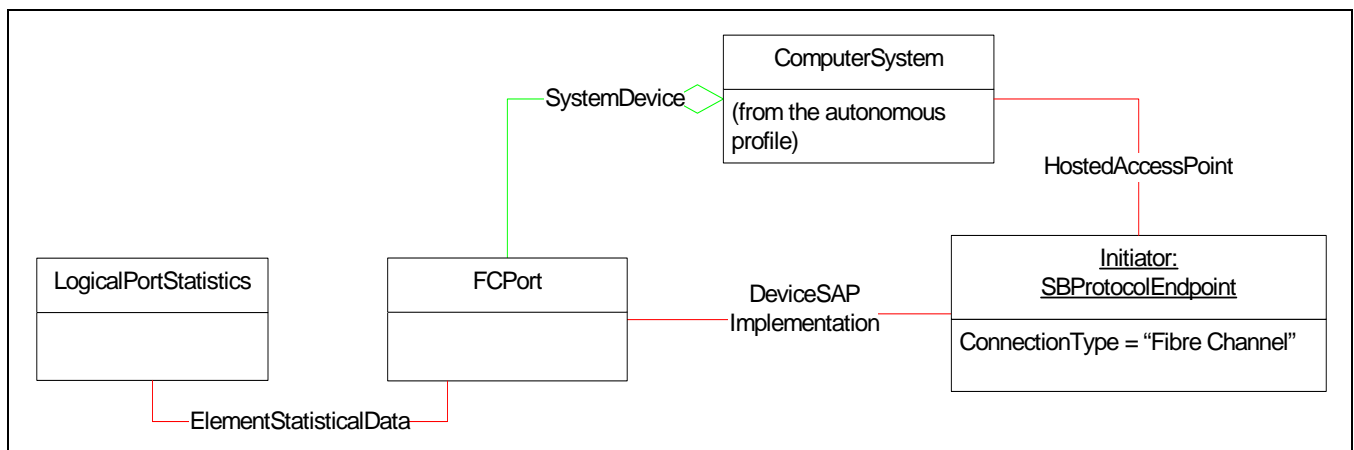 ComputerSystem
SystemDevice
(from the autonomous
profile)
HostedAccessPoint
LogicalPortStatistics
FCPort
DeviceSAP
Implementation
Initiator:
SBProtocolEndpoint
ConnectionType = “Fibre Channel”
ElementStatisticalData